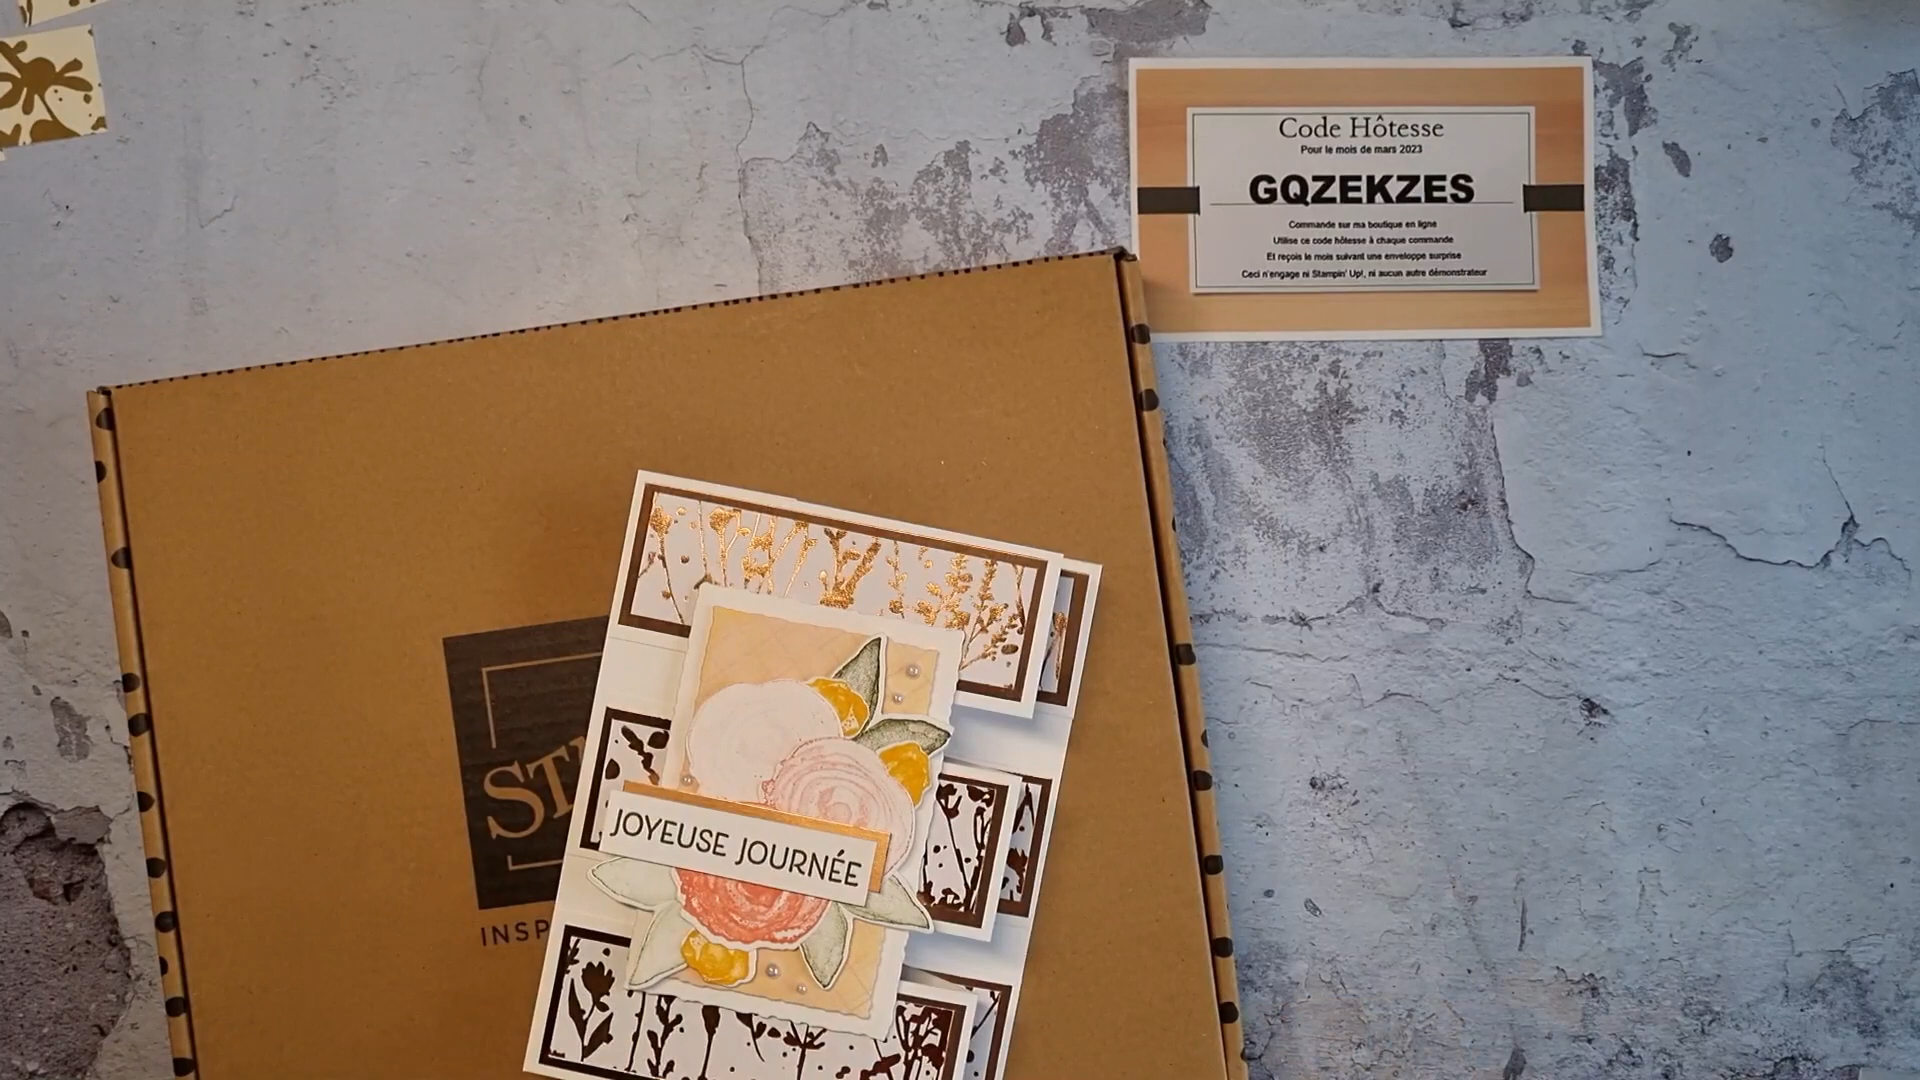 Code Hôtesse
Pour le mois de mars 2023
GQZEKZES
Commande sur ma boutique en ligne
Utilise ce code hôtesse à chaque commande
Et reçois le mois suivant une enveloppe surprise
Ceci n'engage ni Stampin' Up!, ni aucun autre démonstrateur
JOYEUSE JOURNÉE